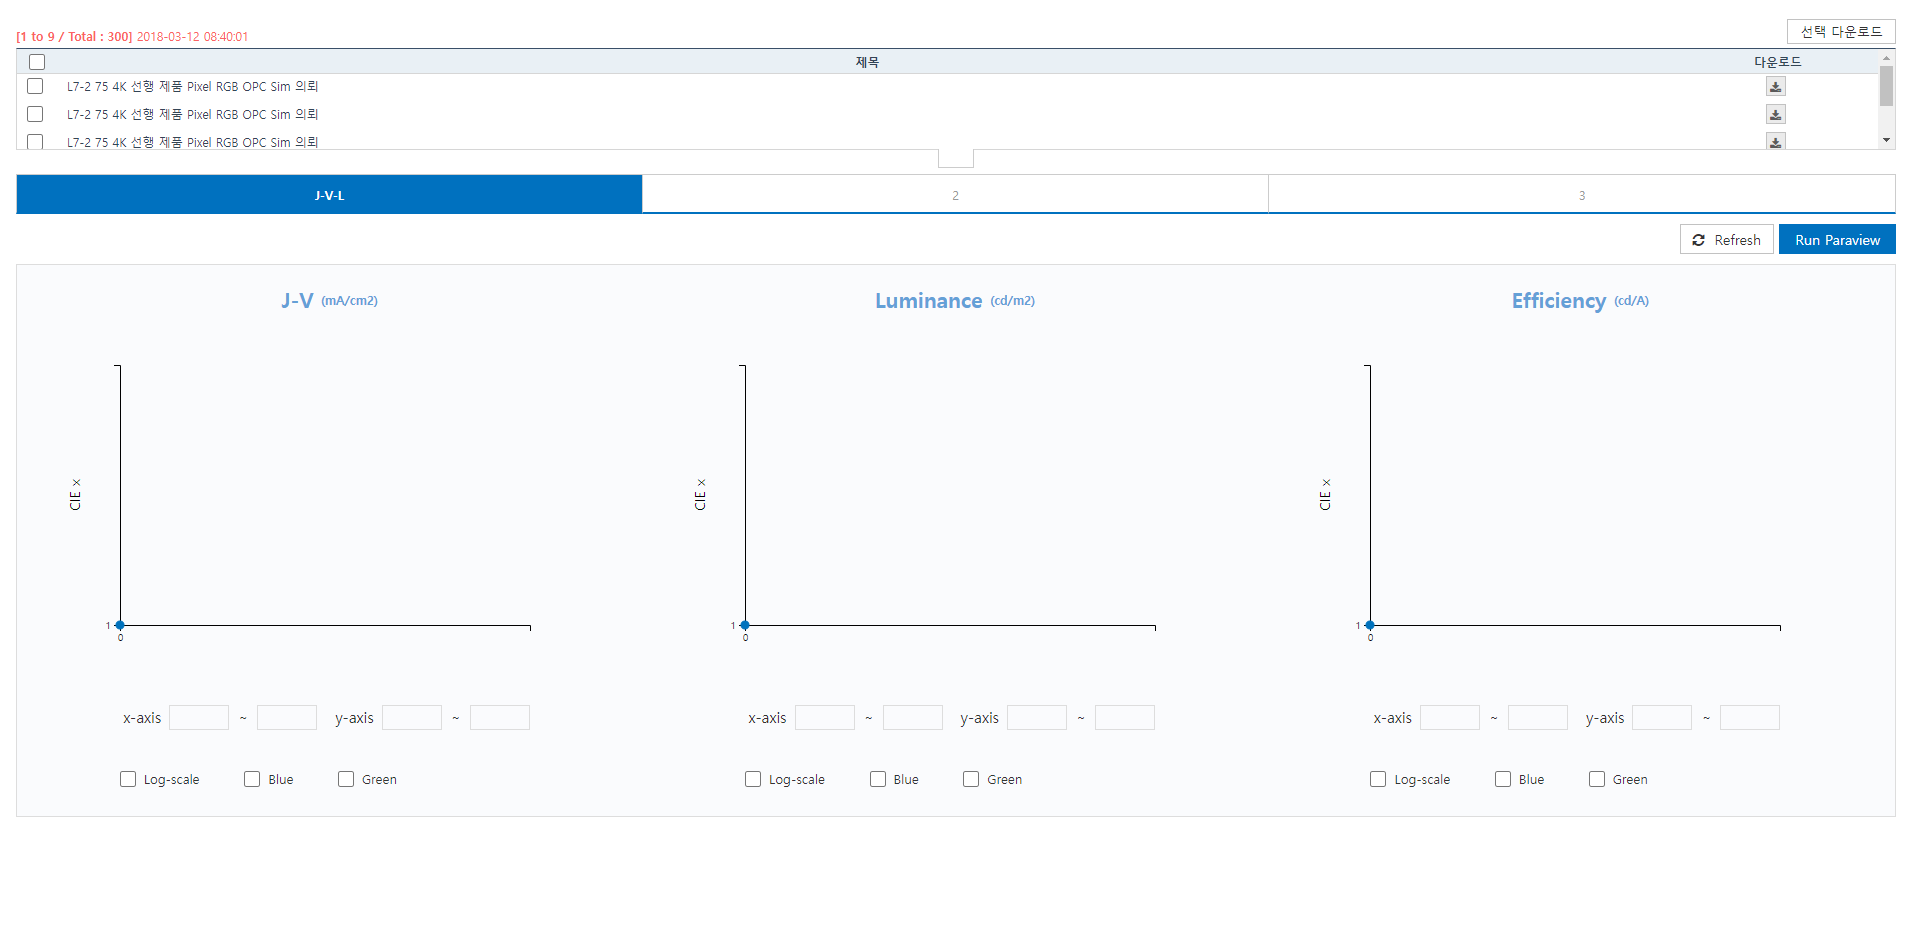 [1 to 9 / Total : 300] 2018-03-12 08:40:01
선택 다운로드
제목 다운로드
L7-2 75 4K 선행 제품 Pixel RGB OPC Sim 의뢰
L7-2 75 4K 선행 제품 Pixel RGB OPC Sim 의뢰
L7-2 75 4K 선행 제품 Pixel RGB OPC Sim 의뢰
J-V-L 2 3
Refresh Run Paraview
J-V (mA/cm2) Luminance (cd/m2) Efficiency (cd/A)
CIE x CIE x CIE x
1 1 1
0 0 0
x-axis ~ y-axis ~ x-axis ~ y-axis ~ x-axis ~ y-axis ~
Log-scale Blue Green Log-scale Blue Green Log-scale Blue Green